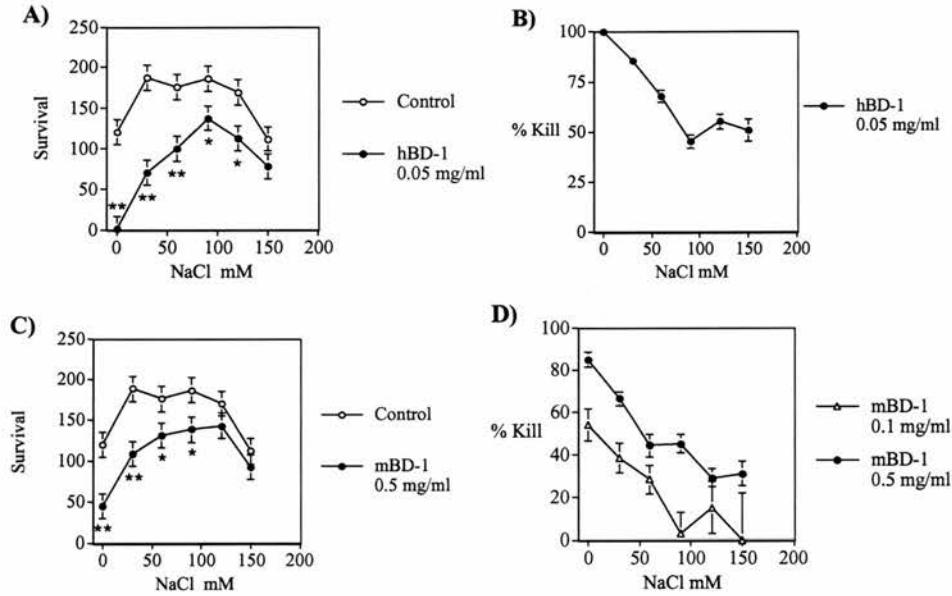 A)
250
200
150
100
50
0
Survival
0 50 100 150 200
NaCl mM
★★
★★
★★
★
★
Control
hBD-1
0.05 mg/ml
B)
100
75
% Kill 50
25
0
0 50 100 150 200
NaCl mM
hBD-1
0.05 mg/ml
C)
250
200
150
100
50
0
Survival
0 50 100 150 200
NaCl mM
★★
★★
★
★
Control
mBD-1
0.5 mg/ml
D)
100
80
60
% Kill
40
20
0
0 50 100 150 200
NaCl mM
mBD-1
0.1 mg/ml
mBD-1
0.5 mg/ml